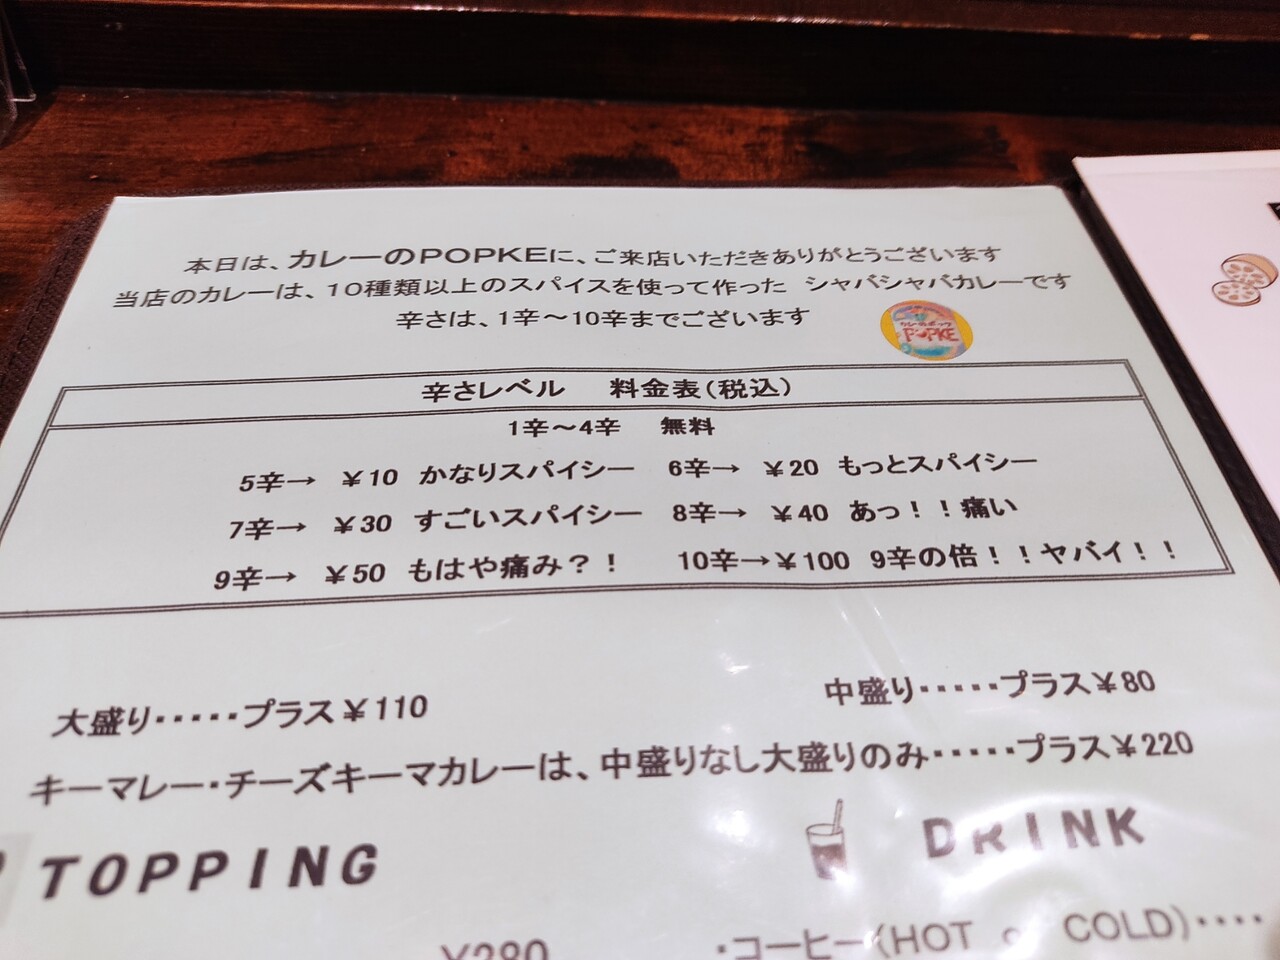 本日は、カレーのPOPKEに、ご来店いただきありがとうございます
当店のカレーは、10種類以上のスパイスを使って作った シャバシャバカレーです
辛さは、1辛～10辛までございます
POPKE
辛さレベル 料金表(税込)
1辛～4辛 無料
5辛→ ￥10 かなりスパイシー 6辛→ ￥20 もっとスパイシー
7辛→ ￥30 すごいスパイシー 8辛→ ￥40 あっ！！痛い
9辛→ ￥50 もはや痛み？！ 10辛→￥100 9辛の倍！！ヤバイ！！
大盛り・・・・・プラス￥110 中盛り・・・・・プラス￥80
キーマレー・チーズキーマカレーは、中盛りなし大盛りのみ・・・・・プラス￥220
TOPPING DRINK
¥280 ・コーヒー(HOT or COLD)・・・・